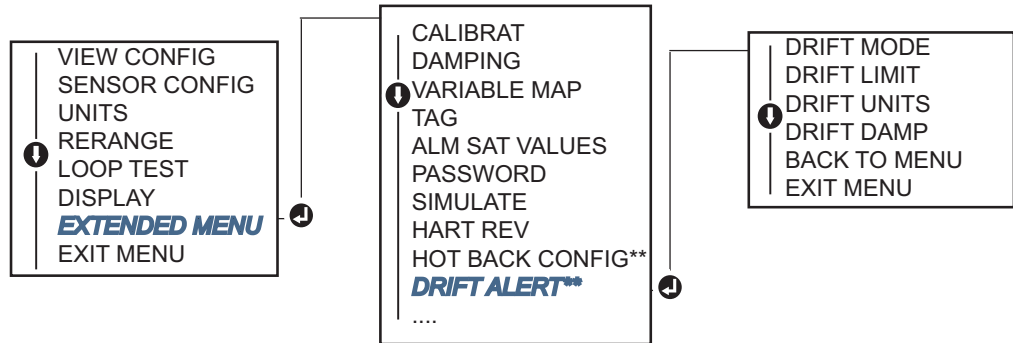 VIEW CONFIG
SENSOR CONFIG
UNITS
RERANGE
LOOP TEST
DISPLAY
EXTENDED MENU
EXIT MENU
CALIBRAT
DAMPING
VARIABLE MAP
TAG
ALM SAT VALUES
PASSWORD
SIMULATE
HART REV
HOT BACK CONFIG**
DRIFT ALERT**
....
DRIFT MODE
DRIFT LIMIT
DRIFT UNITS
DRIFT DAMP
BACK TO MENU
EXIT MENU